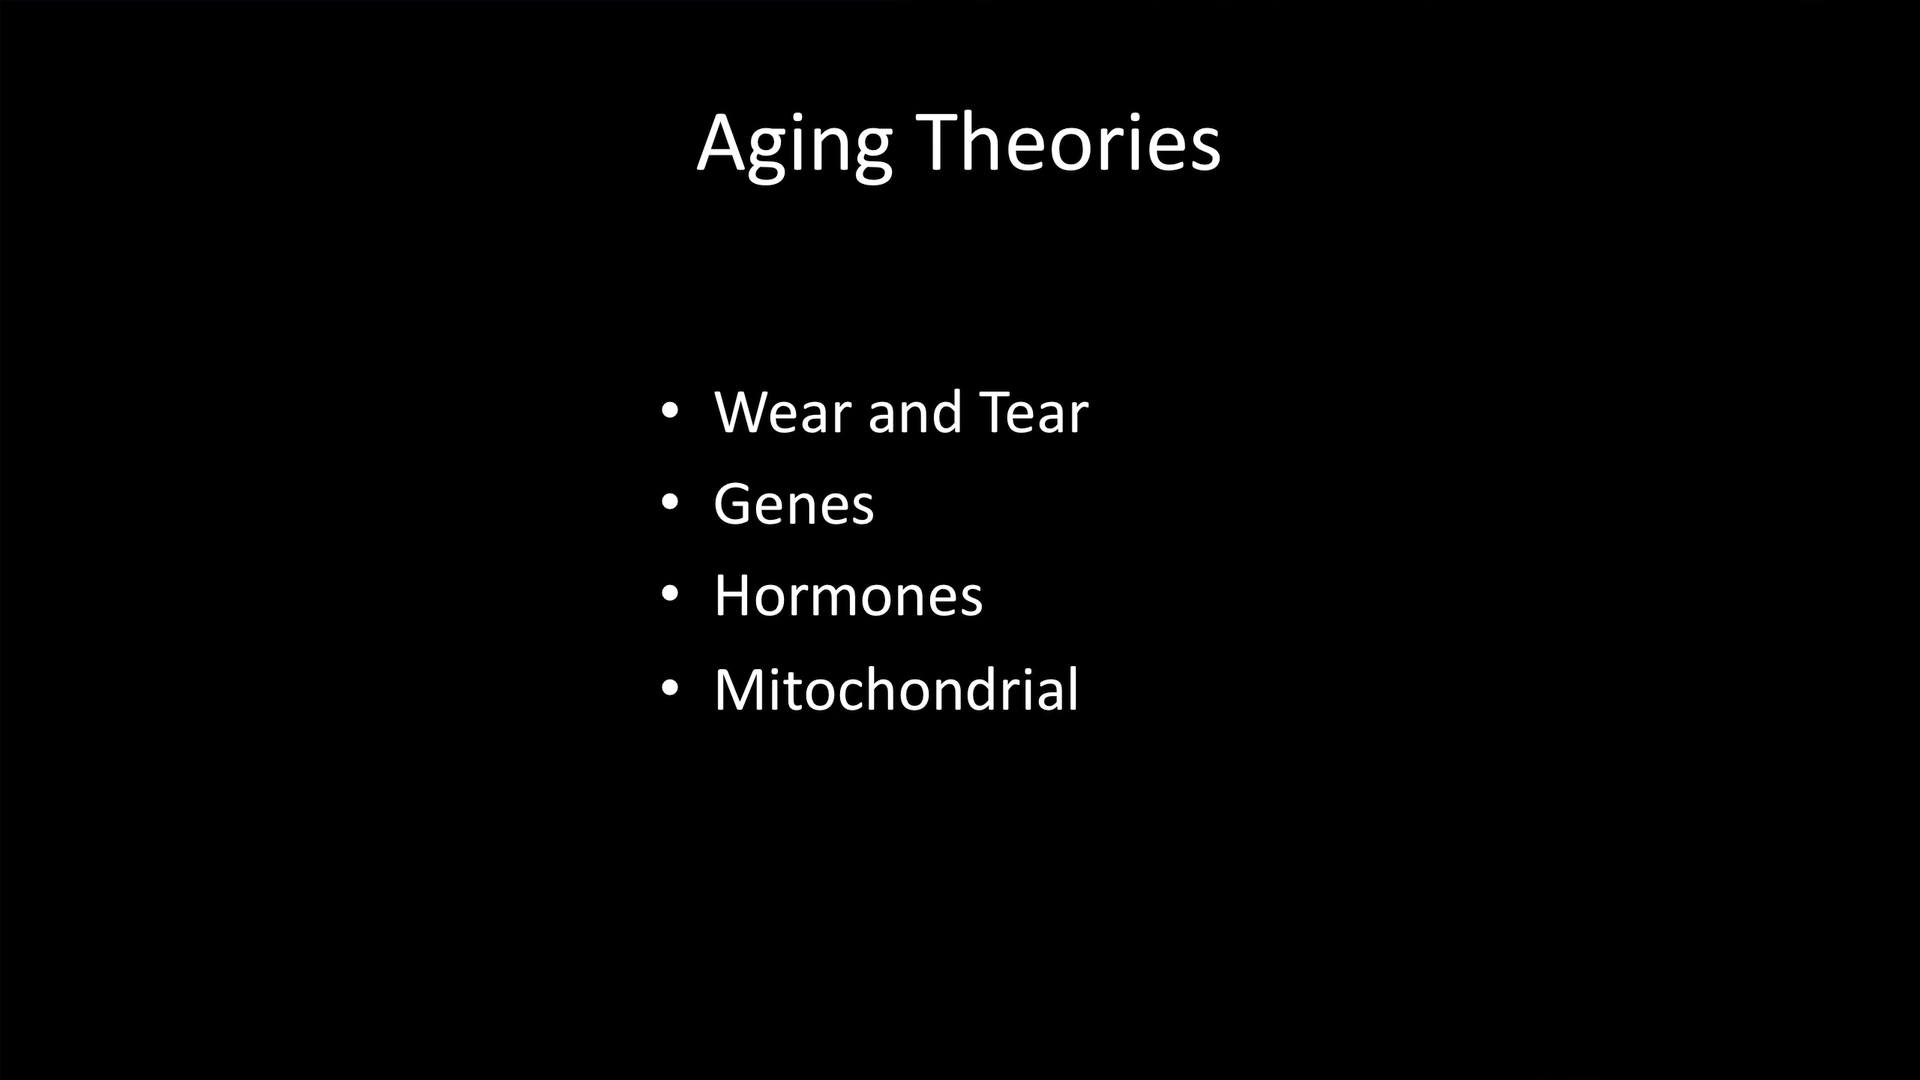 Aging Theories
• Wear and Tear
• Genes
• Hormones
• Mitochondrial